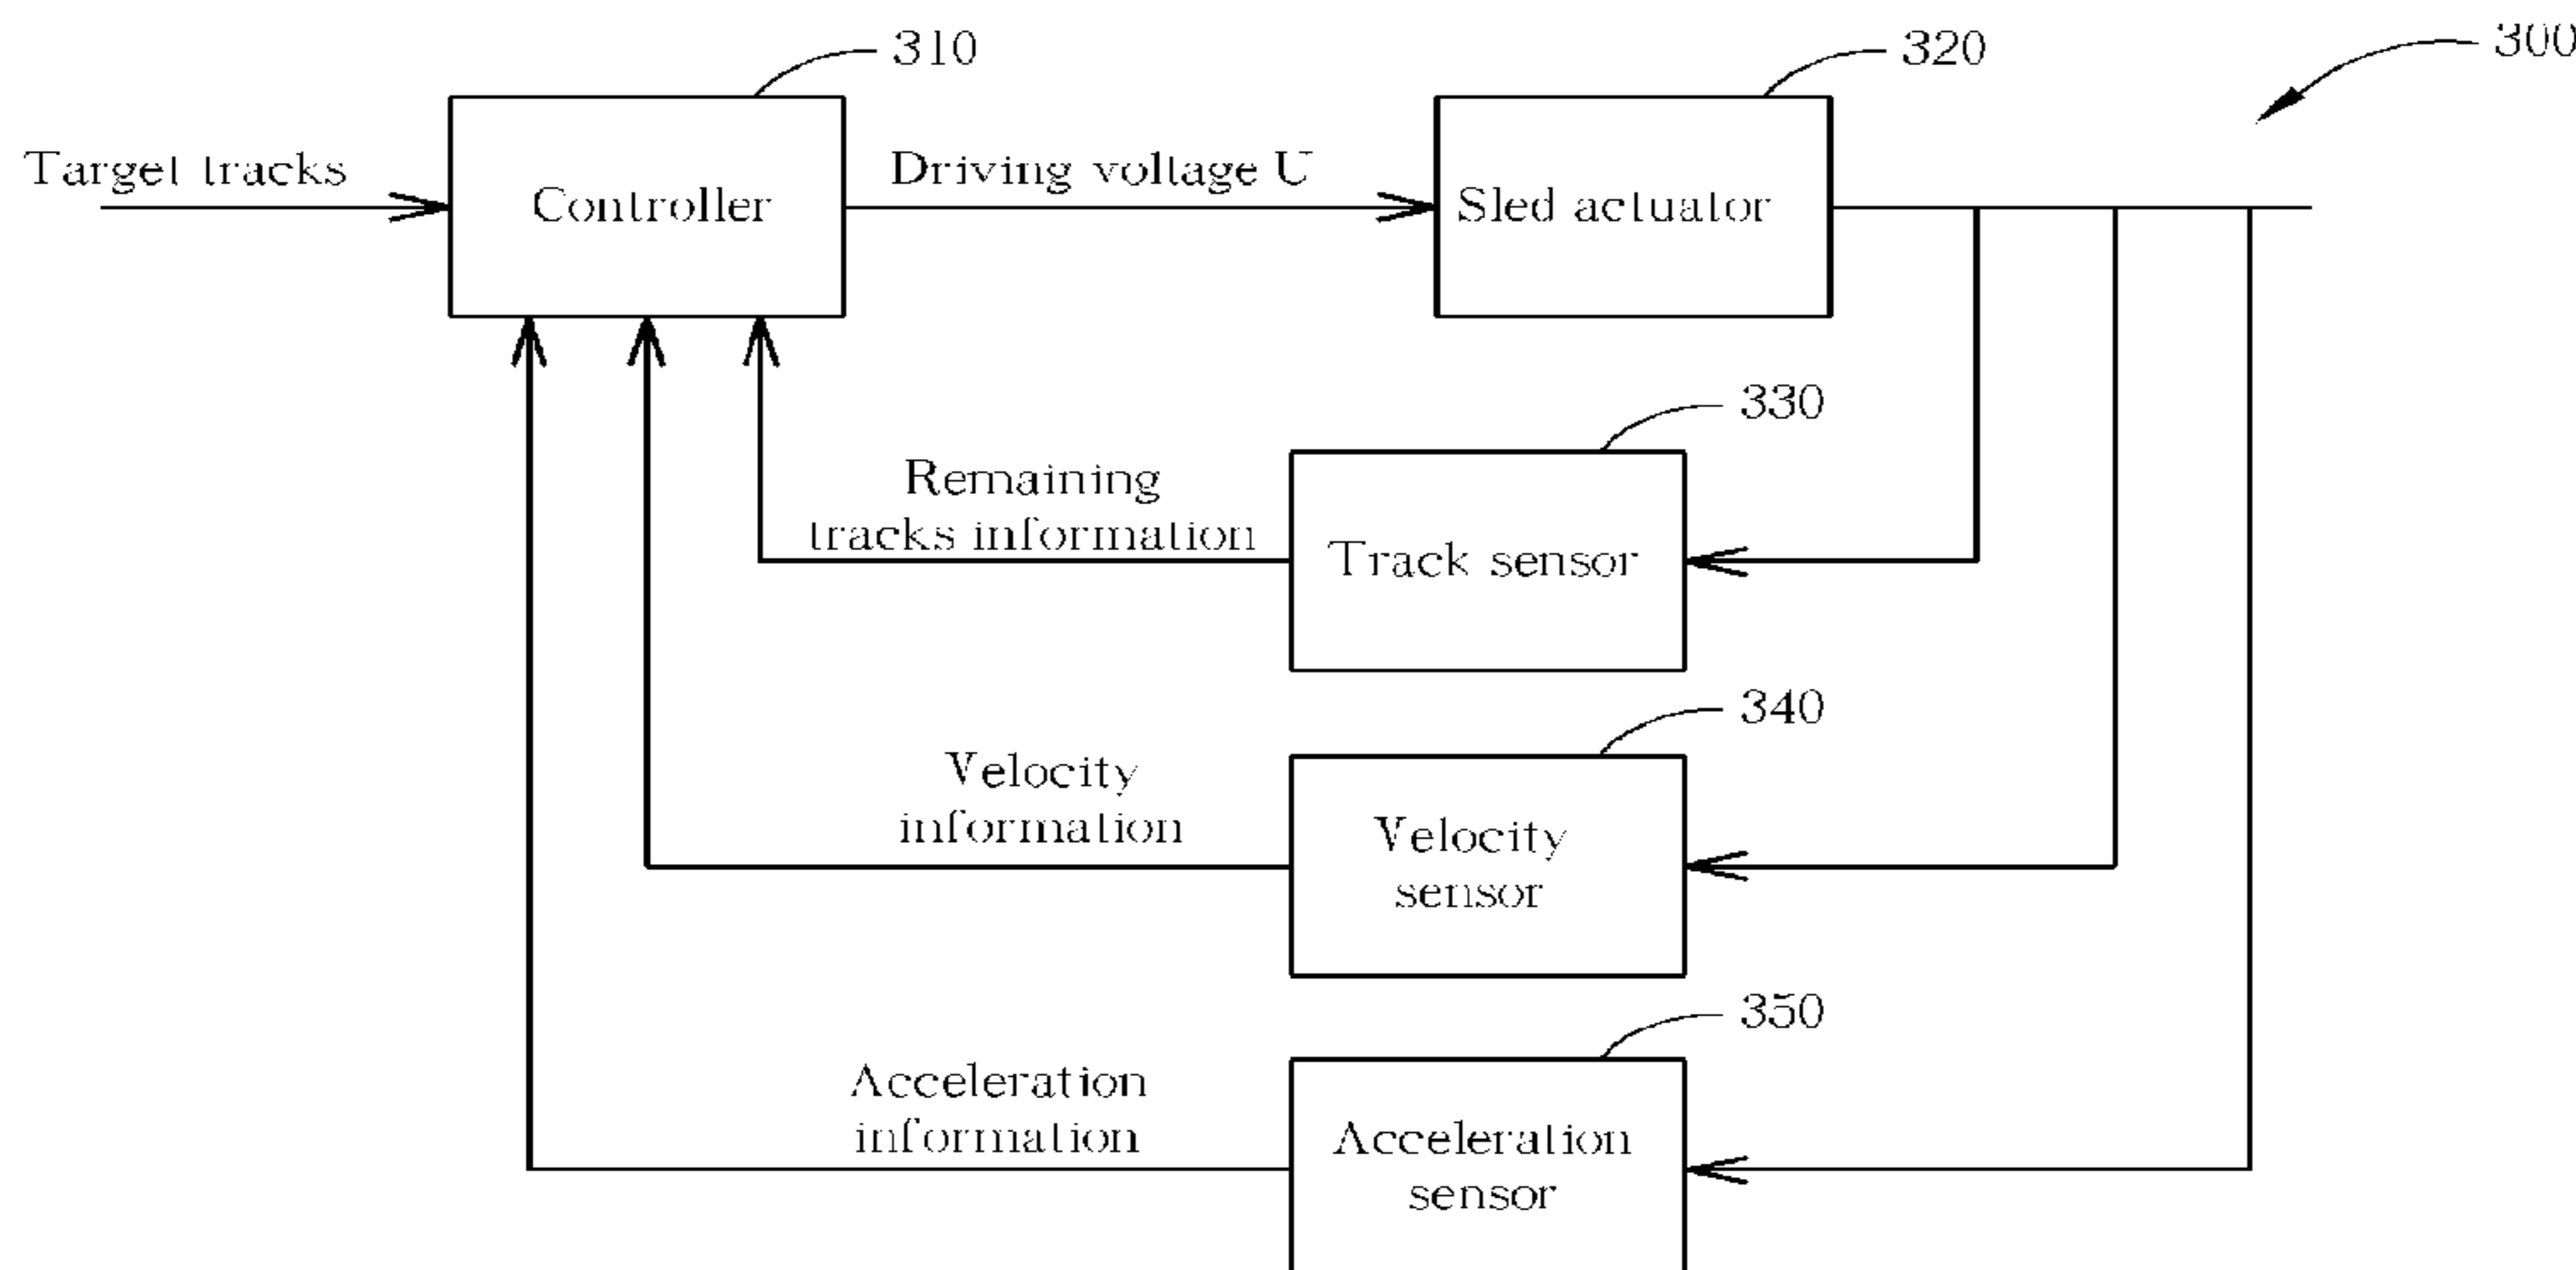 310
320
300
Target tracks
Controller
Driving voltage U
Sled actuator
330
Remaining
tracks information
Track sensor
340
Velocity
information
Velocity
sensor
350
Acceleration
information
Acceleration
sensor